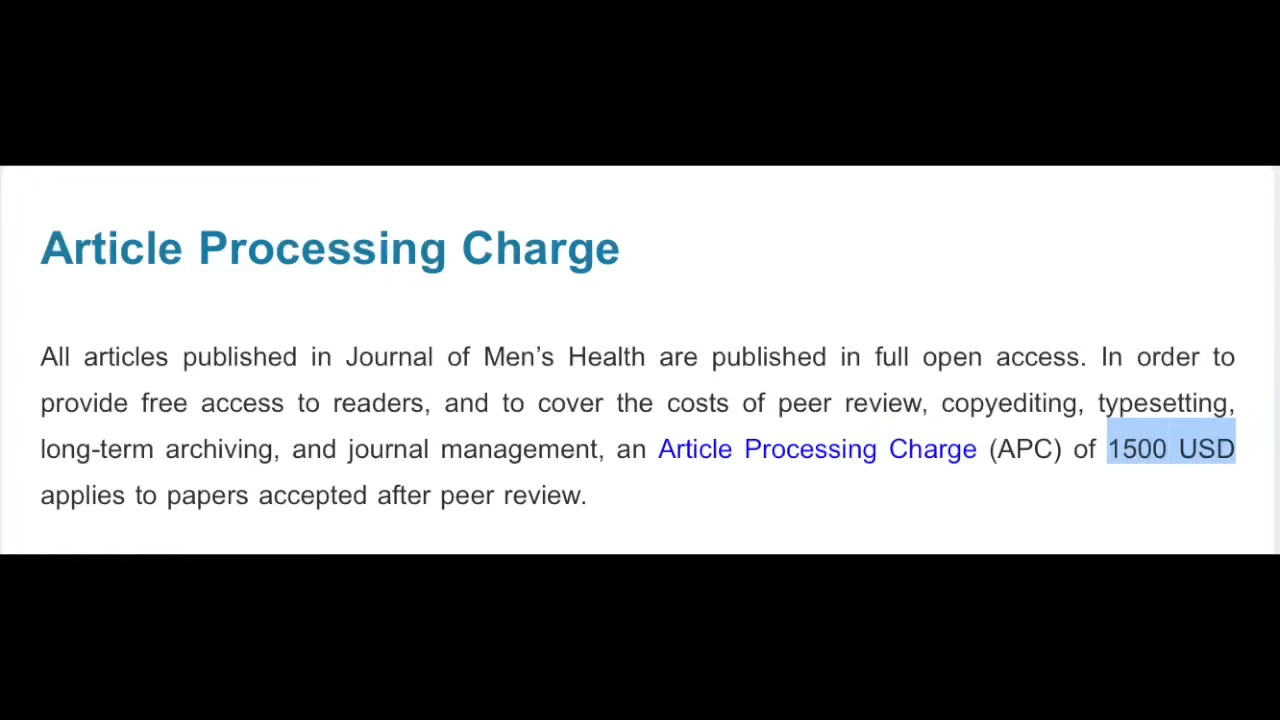 Article Processing Charge
All articles published in Journal of Men’s Health are published in full open access. In order to
provide free access to readers, and to cover the costs of peer review, copyediting, typesetting,
long-term archiving, and journal management, an Article Processing Charge (APC) of 1500 USD
applies to papers accepted after peer review.